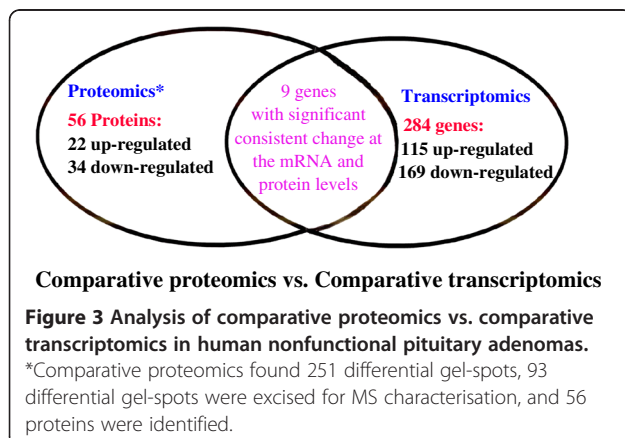 Proteomics*
56 Proteins:
22 up-regulated
34 down-regulated
9 genes
with significant
consistent change at
the mRNA and
protein levels
Transcriptomics
284 genes:
115 up-regulated
169 down-regulated
Comparative proteomics vs. Comparative transcriptomics
Figure 3 Analysis of comparative proteomics vs. comparative
transcriptomics in human nonfunctional pituitary adenomas.
*Comparative proteomics found 251 differential gel-spots, 93
differential gel-spots were excised for MS characterisation, and 56
proteins were identified.